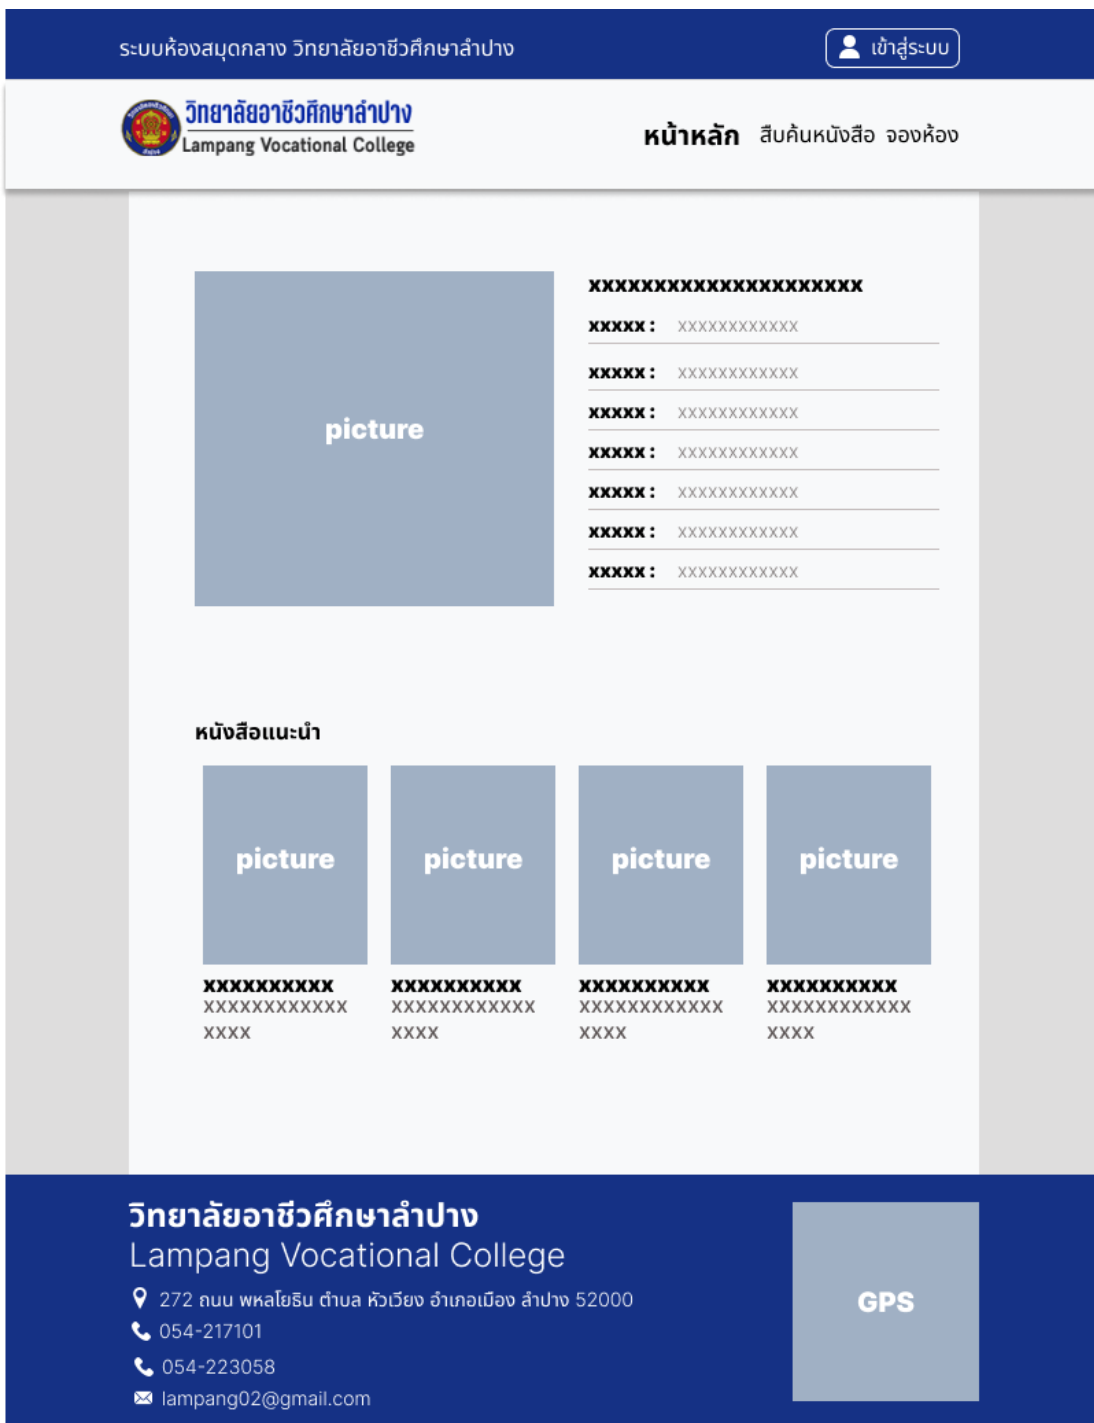 ระบบห้องสมุดกลาง วิทยาลัยอาชีวศึกษาลำปาง
เข้าสู่ระบบ
วิทยาลัยอาชีวศึกษาลำปาง
Lampang Vocational College
หน้าหลัก สืบค้นหนังสือ จองห้อง
picture
xxxxxxxxxxxxxxxxxxxxx
xxxxx : xxxxxxxxxxxx
xxxxx : xxxxxxxxxxxx
xxxxx : xxxxxxxxxxxx
xxxxx : xxxxxxxxxxxx
xxxxx : xxxxxxxxxxxx
xxxxx : xxxxxxxxxxxx
xxxxx : xxxxxxxxxxxx
หนังสือแนะนำ
picture picture picture picture
xxxxxxxxxx xxxxxxxxxx xxxxxxxxxx xxxxxxxxxx
xxxxxxxxxxxx xxxxxxxxxxxx xxxxxxxxxxxx xxxxxxxxxxxx
xxxx xxxx xxxx xxxx
วิทยาลัยอาชีวศึกษาลำปาง
Lampang Vocational College
272 ถนน พหลโยธิน ตำบล หัวเวียง อำเภอเมือง ลำปาง 52000
054-217101
054-223058
lampang02@gmail.com
GPS